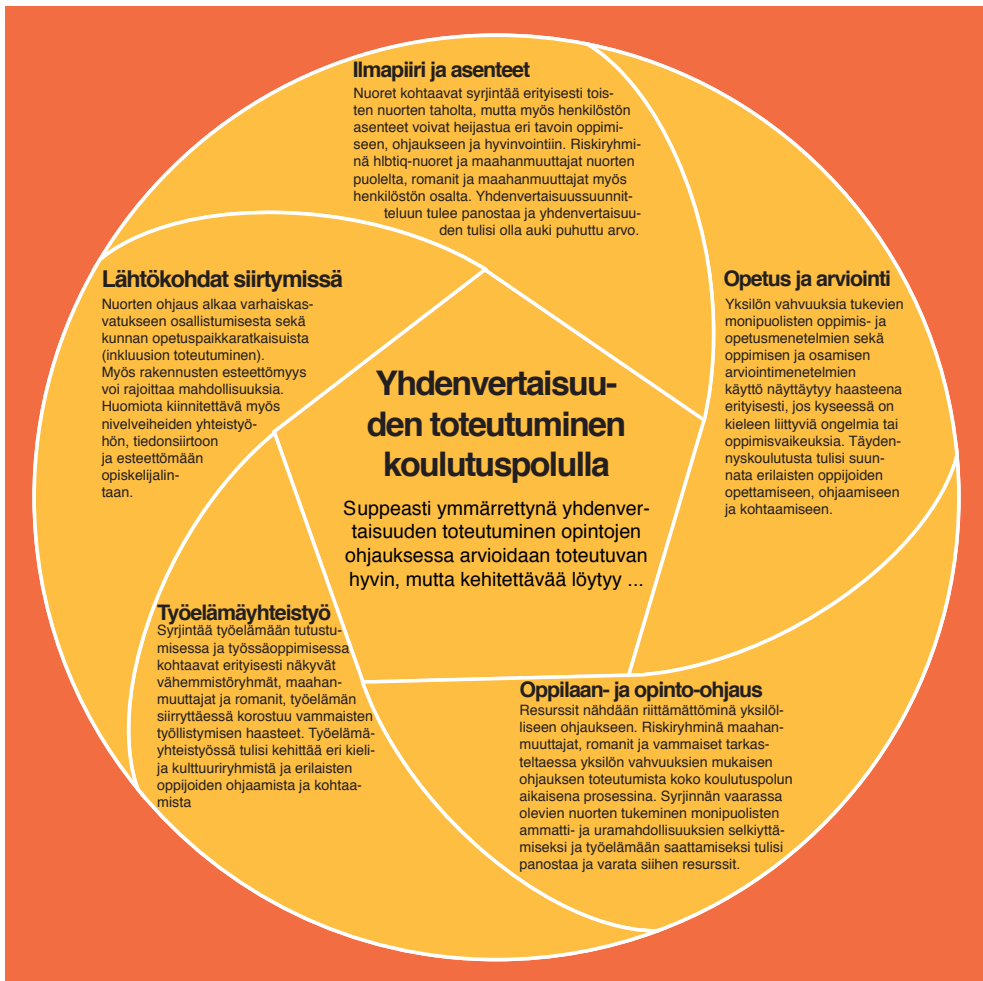 Ilmapiiri ja asenteet
Nuoret kohtaavat syrjintää erityisesti tois-
ten nuorten taholta, mutta myös henkilöstön
asenteet voivat heijastua eri tavoin oppimi-
seen, ohjaukseen ja hyvinvointiin. Riskiryhmi-
nä hlbtiq-nuoret ja maahanmuuttajat nuorten
puolelta, romanit ja maahanmuuttajat myös
henkilöstön osalta. Yhdenvertaisuussuunnit-
teluun tulee panostaa ja yhdenvertaisuu-
den tulisi olla auki puhuttu arvo.
Opetus ja arviointi
Yksilön vahvuuksia tukevien
monipuolisten oppimis- ja
opetusmenetelmien sekä
oppimisen ja osaamisen
arviointimenetelmien
käyttö näyttäytyy haasteena
erityisesti, jos kyseessä on
kieleen liittyviä ongelmia tai
oppimisvaikeuksia. Täyden-
nyskoulutusta tulisi suun-
nata erilaisten oppijoiden
opettamiseen, ohjaamiseen
ja kohtaamiseen.
Lähtökohdat siirtymissä
Nuorten ohjaus alkaa varhaiskas-
vatukseen osallistumisesta sekä
kunnan opetuspaikkaratkaisuista
(inkluusion toteutuminen).
Myös rakennusten esteettömyys
voi rajoittaa mahdollisuuksia.
Huomiota kiinnitettävä myös
nivelveiheiden yhteistyö-
hön, tiedonsiirtoon
ja esteettömään
opiskelijalin-
taan.
Yhdenvertaisuu-
den toteutuminen
koulutuspolulla
Suppeasti ymmärrettynä yhdenver-
taisuuden toteutuminen opintojen
ohjauksessa arvioidaan toteutuvan
hyvin, mutta kehitettävää löytyy ...
Työelämäyhteistyö
Syrjintää työelämään tutustu-
misessa ja työssäoppimisessa
kohtaavat erityisesti näkyvät
vähemmistöryhmät, maahan-
muuttajat ja romanit, työelämän
siirryttäessä korostuu vammaisten
työllistymisen haasteet. Työelämä-
yhteistyössä tulisi kehittää eri kieli-
ja kulttuuriryhmistä ja erilaisten
oppijoiden ohjaamista ja kohtaa-
mista
Oppilaan- ja opinto-ohjaus
Resurssit nähdään riittämättöminä yksilöl-
liseen ohjaukseen. Riskiryhminä maahan-
muuttajat, romanit ja vammaiset tarkas-
teltaessa yksilön vahvuuksien mukaisen
ohjauksen toteutumista koko koulutuspolun
aikaisena prosessina. Syrjinnän vaarassa
olevien nuorten tukeminen monipuolisten
ammatti- ja uramahdollisuuksien selkiyttä-
miseksi ja työelämään saattamiseksi tulisi
panostaa ja varata siihen resurssit.